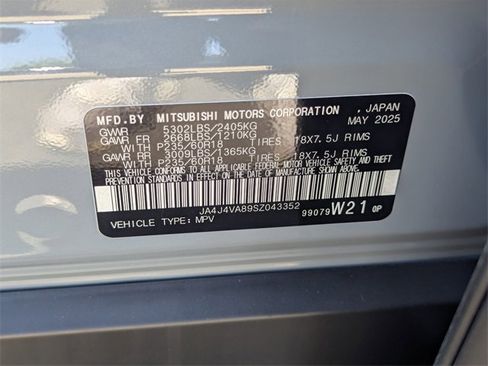 MFD.BY MITSUBISHI MOTORS CORPORATION, JAPAN
MAY 2025
GVWR 5302LBS/2405KG
GAWR FR 2668LBS/1210KG
P235/60R18 TIRES 18X7.5J RIMS
GAWR RR 3009LBS/1365KG
P235/60R18 TIRES 18X7.5J RIMS
THIS VEHICLE CONFORMS TO ALL APPLICABLE FEDERAL MOTOR VEHICLE SAFETY AND THEFT PREVENTION STANDARDS IN EFFECT ON THE DATE OF MANUFACTURE SHOWN ABOVE.
JA4J4VA89SZ043352
VEHICLE TYPE: MPV
99079 W21 0P